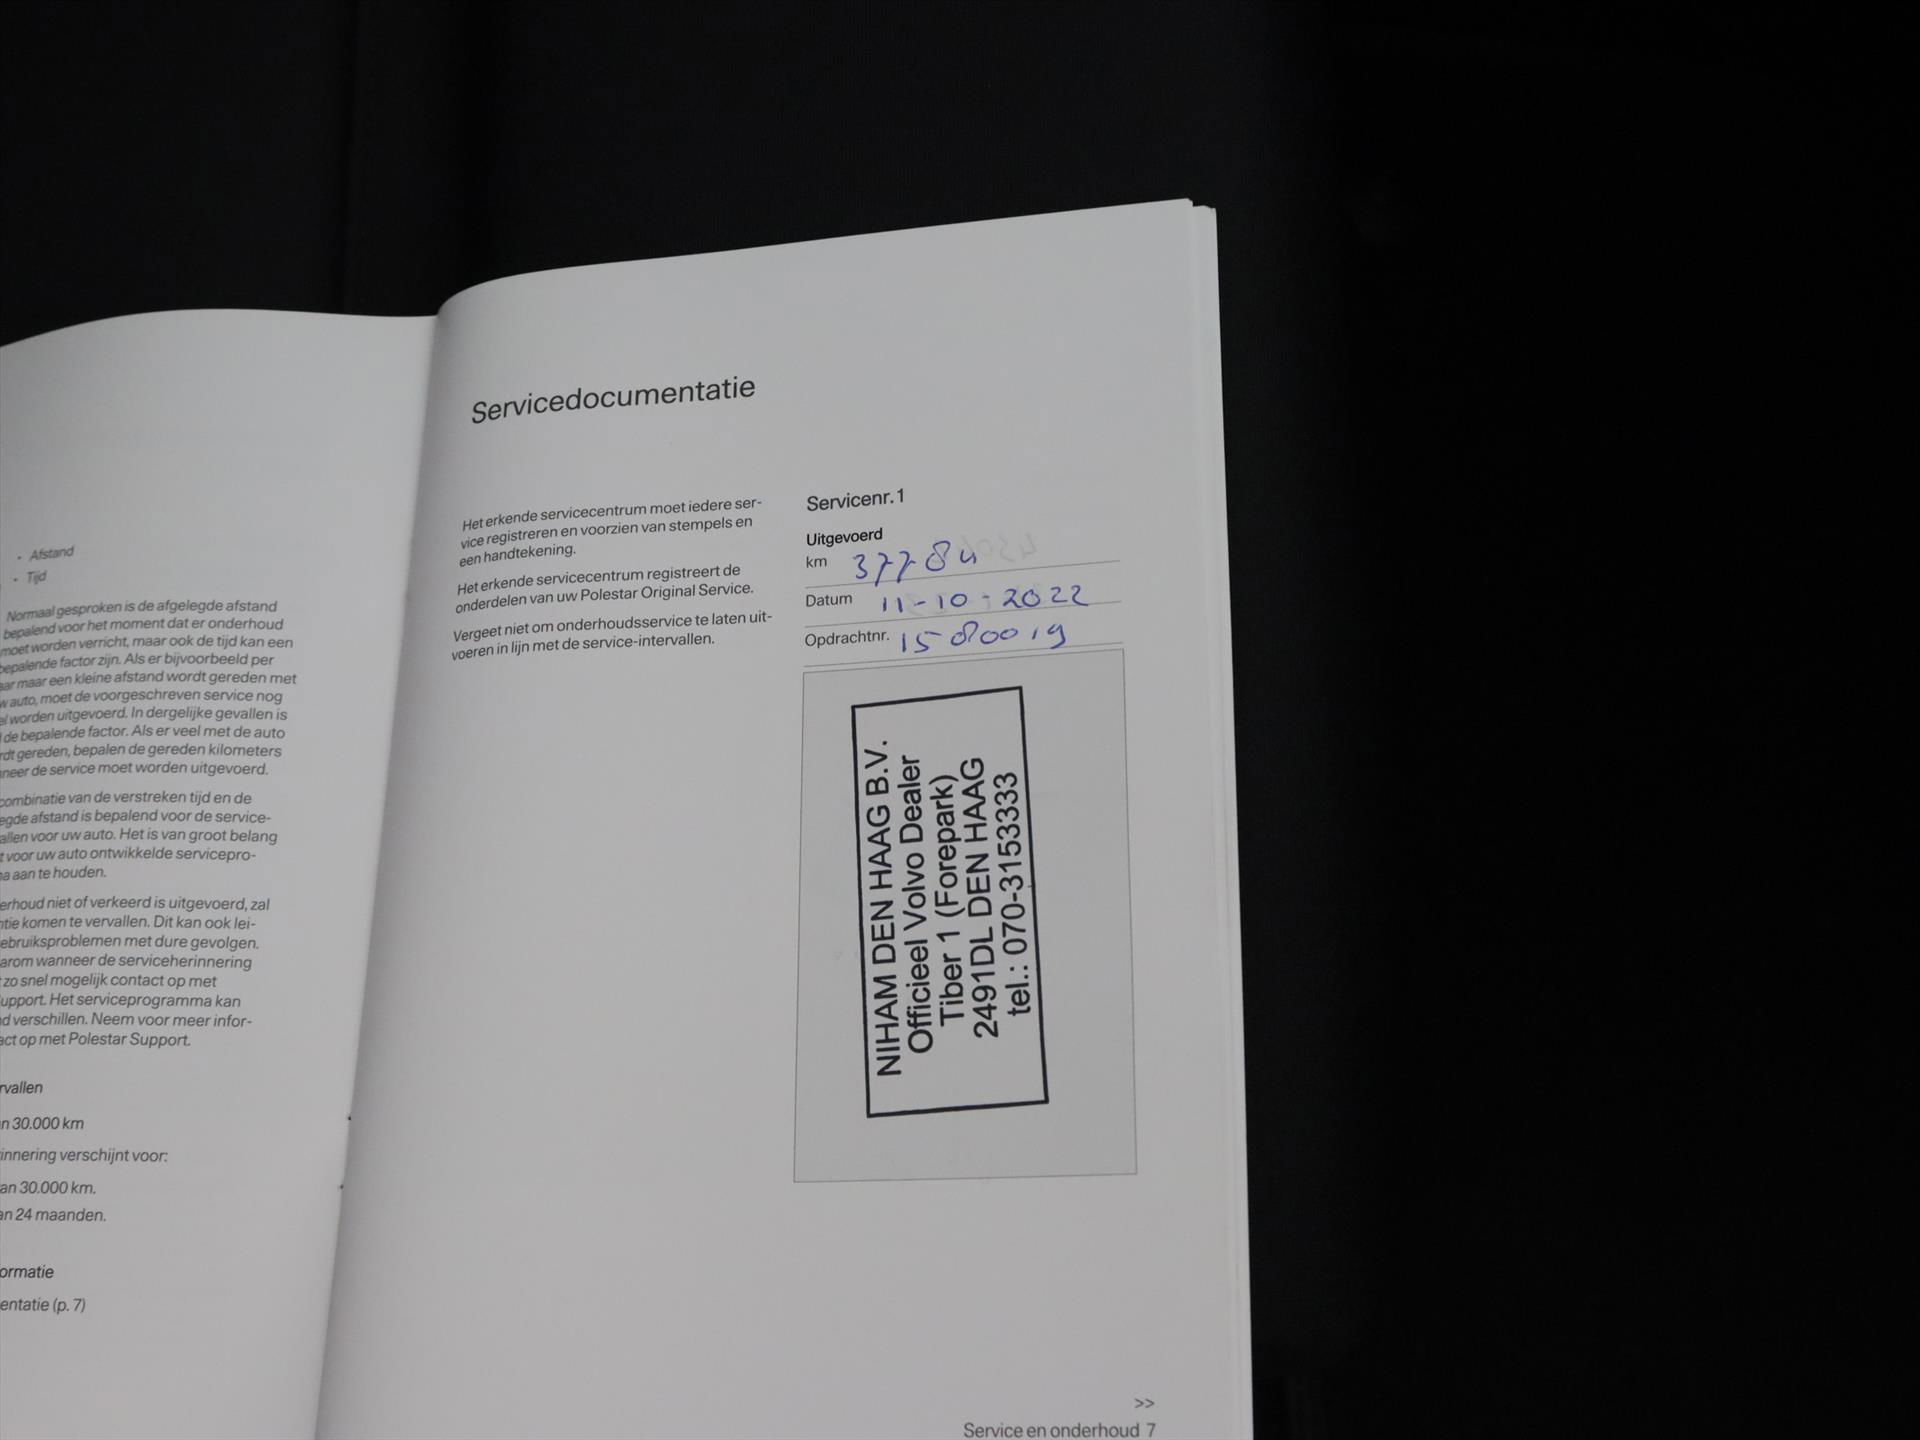 • Afstand
• Tijd
Normaal gesproken is de afgelegde afstand
bepalend voor het moment dat er onderhoud
moet worden verricht, maar ook de tijd kan een
bepalende factor zijn. Als er bijvoorbeeld per
maar een kleine afstand wordt gereden met
auto, moet de voorgeschreven service nog
worden uitgevoerd. In dergelijke gevallen is
de bepalende factor. Als er veel met de auto
gereden, bepalen de gereden kilometers
de service moet worden uitgevoerd.
combinatie van de verstreken tijd en de
afstand is bepalend voor de service-
voor uw auto. Het is van groot belang
voor uw auto ontwikkelde servicepro-
aan te houden.
niet of verkeerd is uitgevoerd, zal
komen te vervallen. Dit kan ook lei-
met dure gevolgen.
wanneer de serviceherinnering
zo snel mogelijk contact op met
upport. Het serviceprogramma kan
verschillen. Neem voor meer infor-
op met Polestar Support.
rvallen
30.000 km
innering verschijnt voor:
an 30.000 km.
an 24 maanden.
ormatie
entatie (p. 7)
Servicedocumentatie
Het erkende servicecentrum moet iedere ser-
vice registreren en voorzien van stempels en
een handtekening.
Het erkende servicecentrum registreert de
onderdelen van uw Polestar Original Service.
Vergeet niet om onderhoudsservice te laten uit-
voeren in lijn met de service-intervallen.
Servicenr. 1
Uitgevoerd
km 37784
Datum 11-10-2022
Opdrachtnr. 1580019
NIHAM DEN HAAG B.V.
Officieel Volvo Dealer
Tiber 1 (Forepark)
2491DL DEN HAAG
tel.: 070-3153333
>>
Service en onderhoud 7